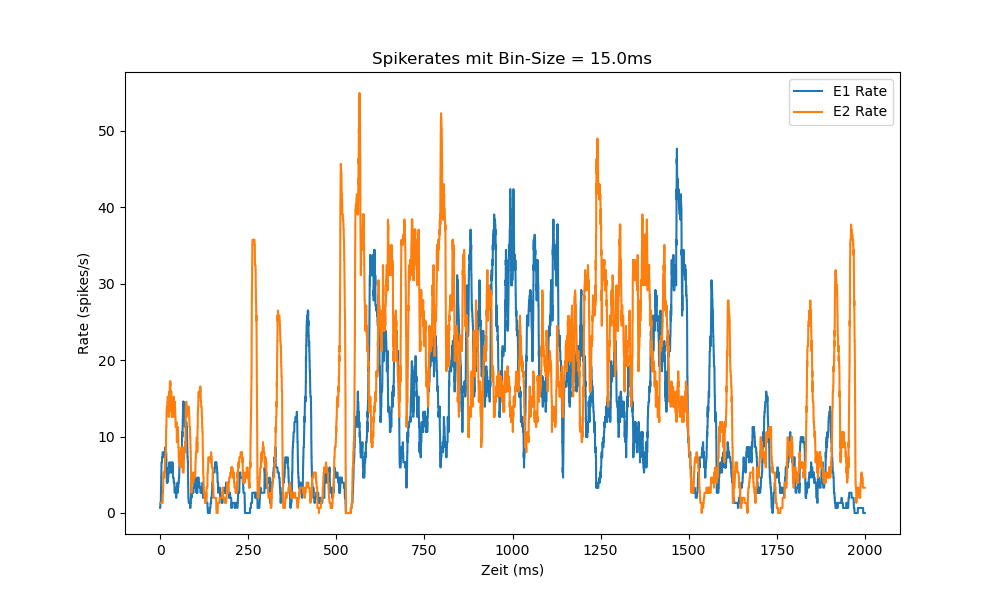 Spikerates mit Bin-Size = 15.0ms
E1 Rate
E2 Rate
Rate (spikes/s)
50
40
30
20
10
0
0 250 500 750 1000 1250 1500 1750 2000
Zeit (ms)